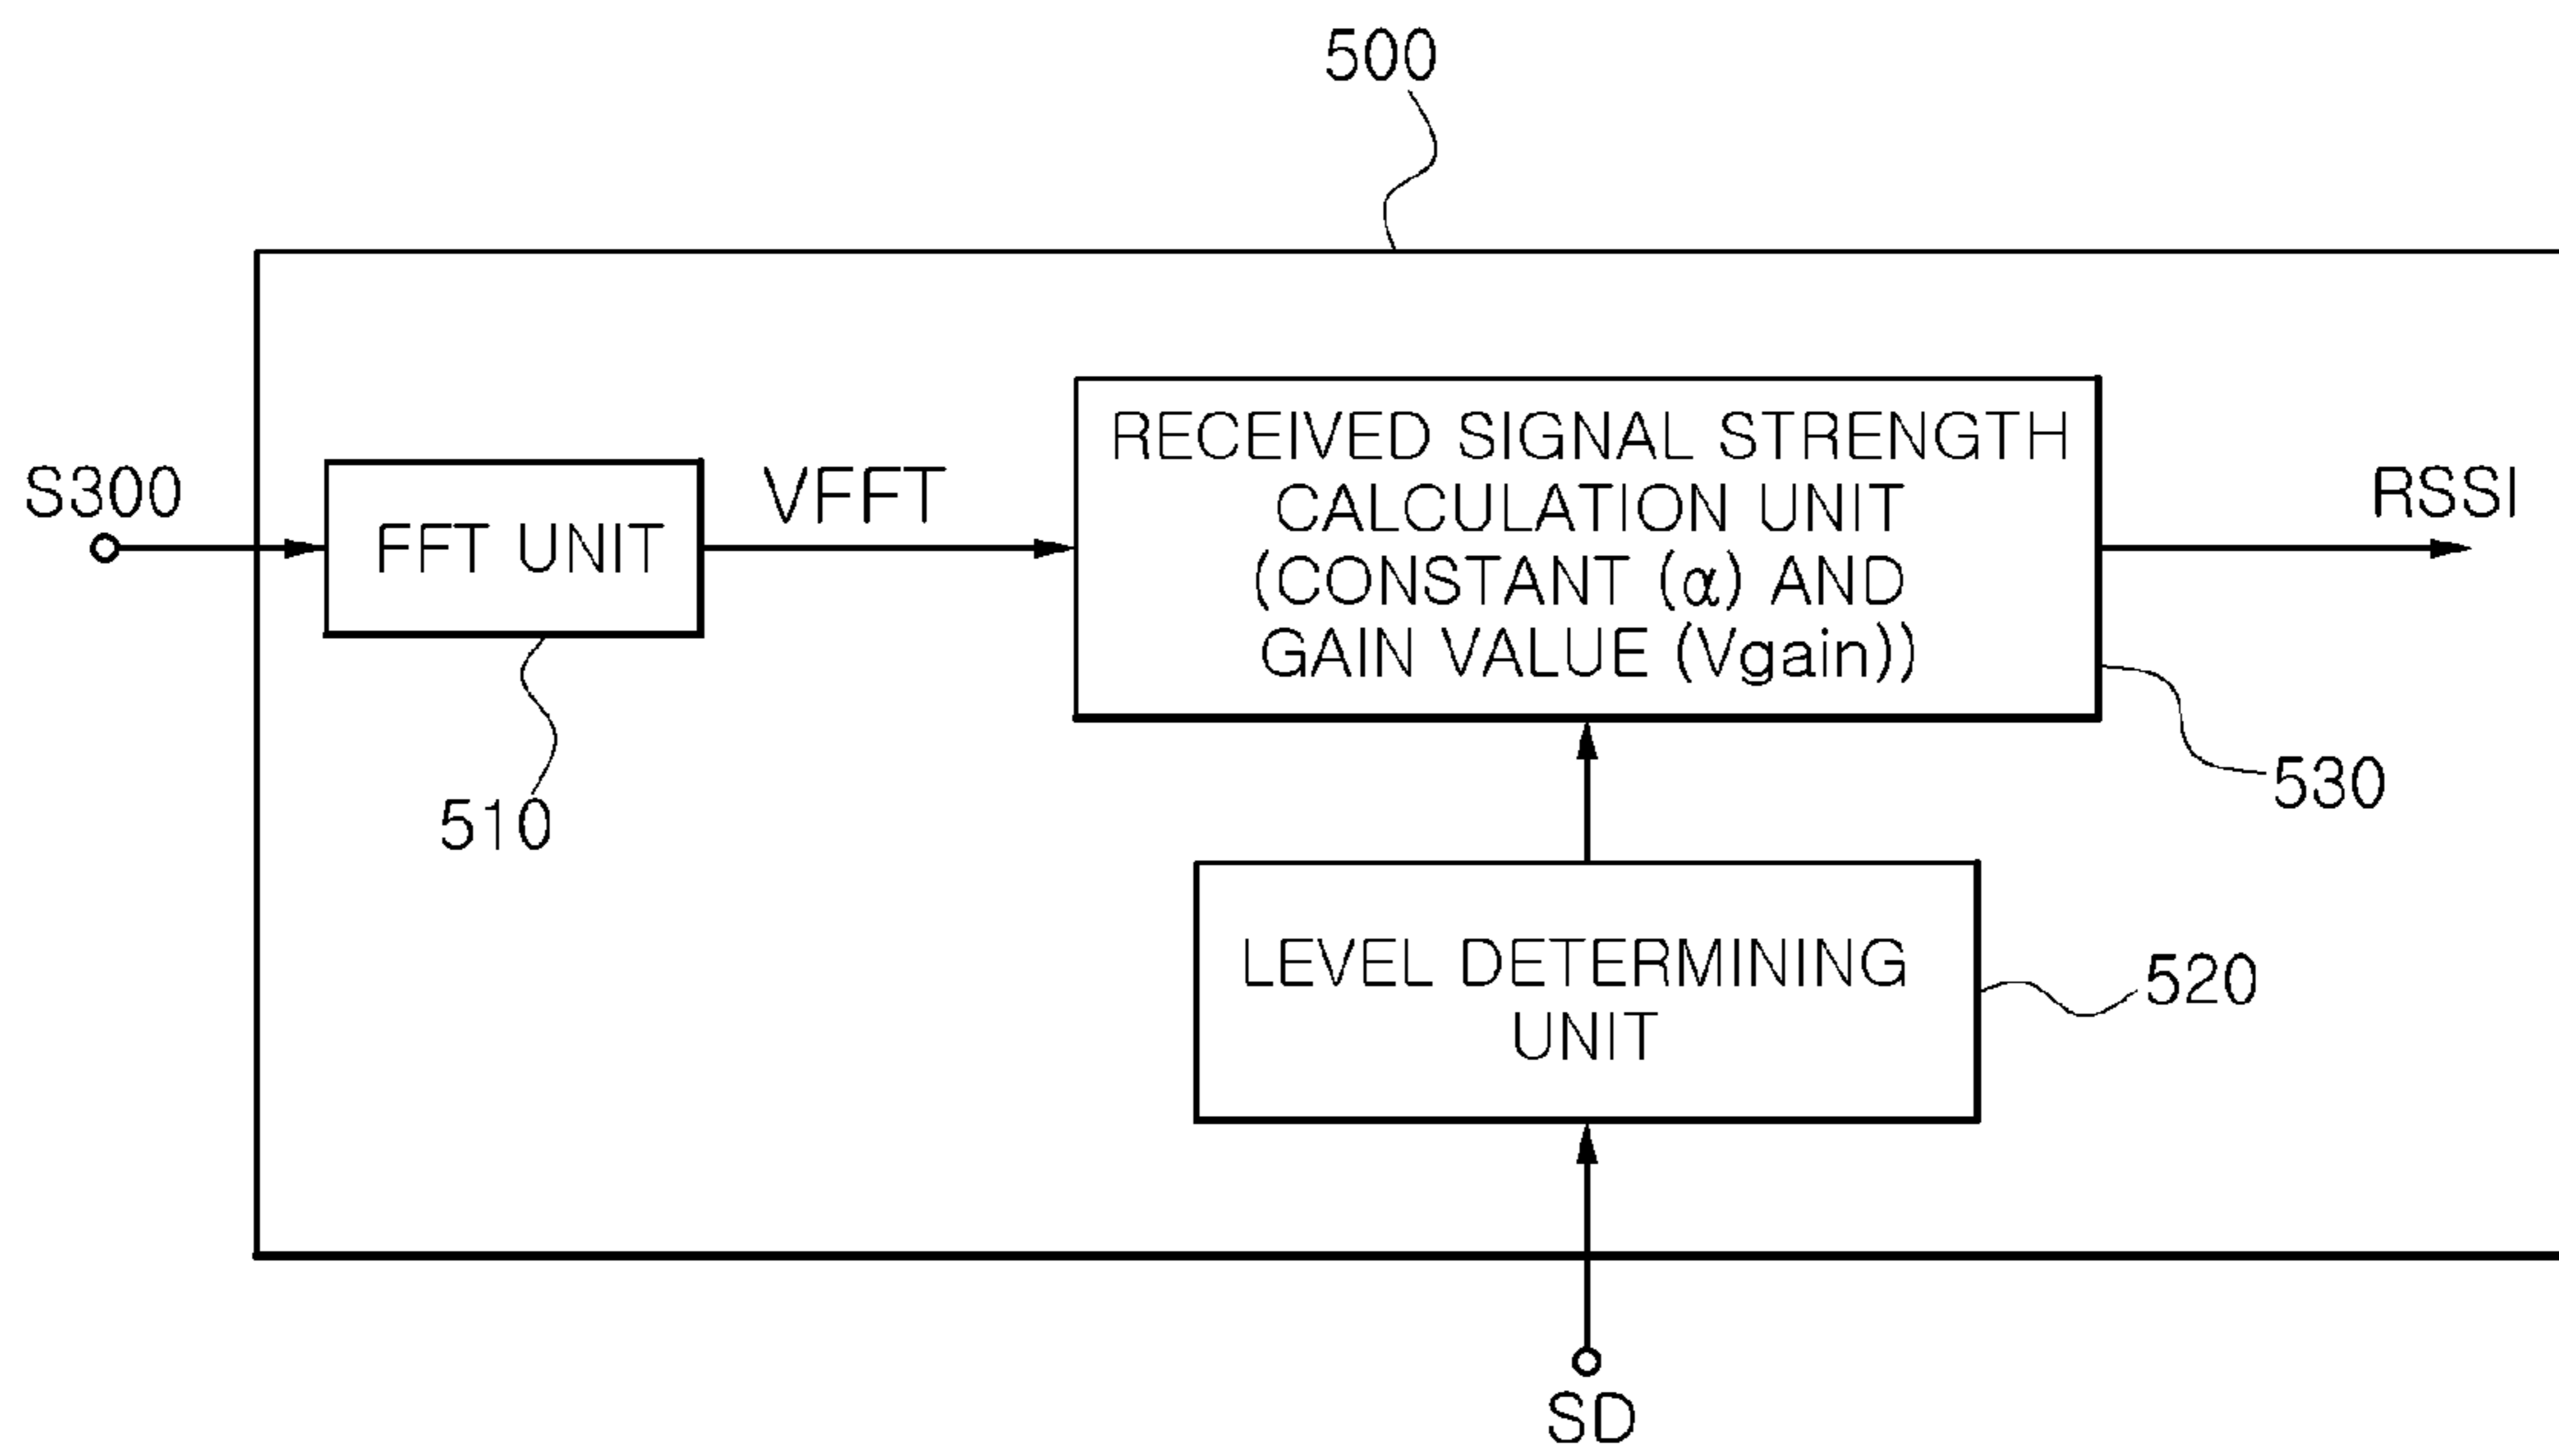 500
S300
FFT UNIT
VFFT
RECEIVED SIGNAL STRENGTH
CALCULATION UNIT
(CONSTANT (α) AND
GAIN VALUE (Vgain))
RSSI
510
530
LEVEL DETERMINING
UNIT
520
SD